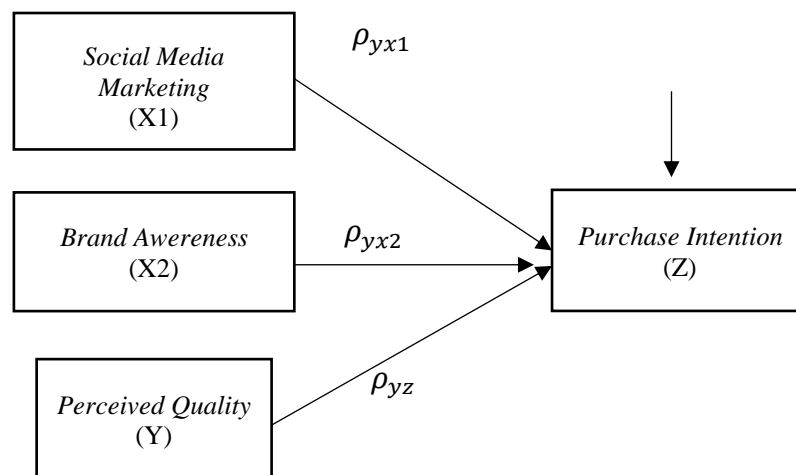 Social Media
Marketing
(X1)
ρyx1
Brand Awereness
(X2)
ρyx2
Purchase Intention
(Z)
Perceived Quality
(Y)
ρyz